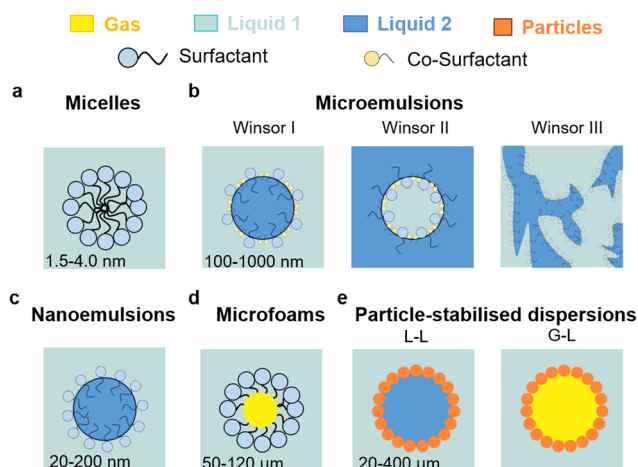 Gas Liquid 1 Liquid 2 Particles
Surfactant Co-Surfactant
a Micelles
b Microemulsions
Winsor I Winsor II Winsor III
1.5-4.0 nm
100-1000 nm
c Nanoemulsions
d Microfoams
e Particle-stabilised dispersions
L-L G-L
20-200 nm
50-120 µm
20-400 µm